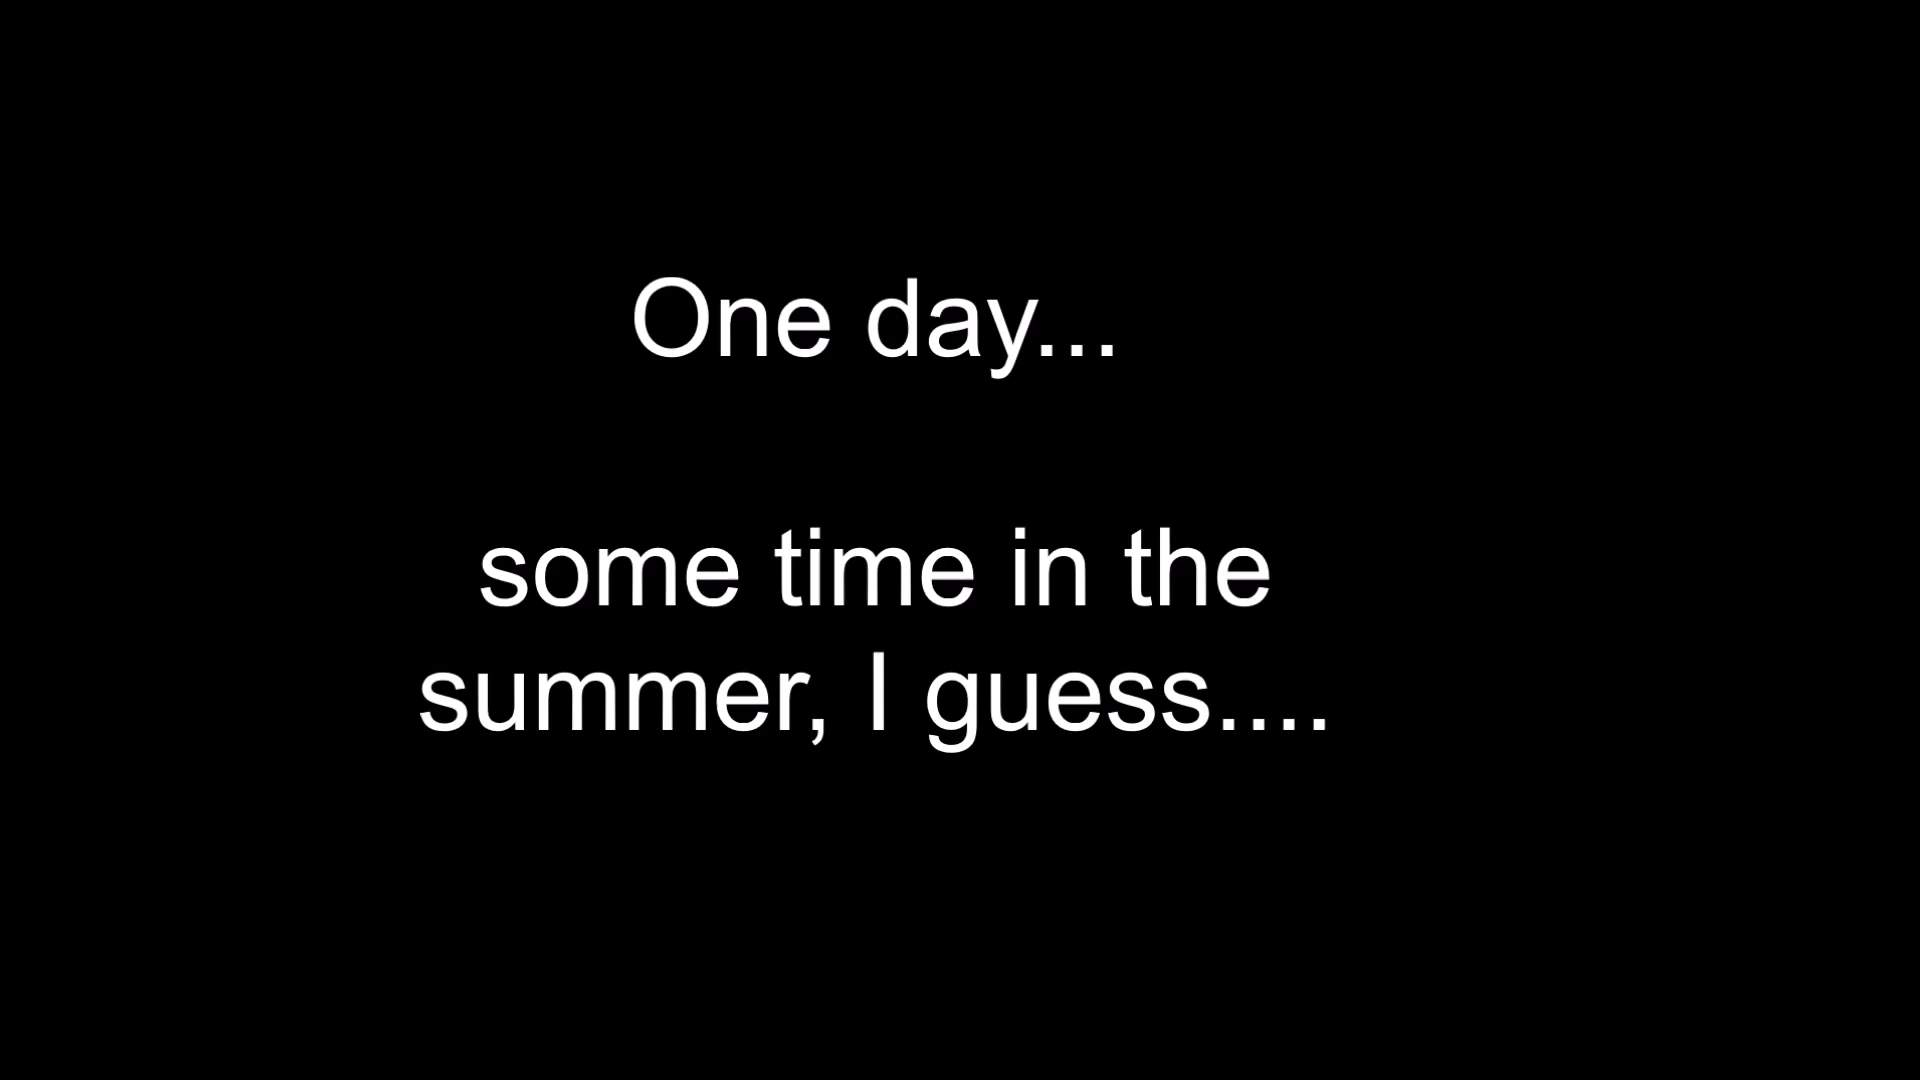 One day...
some time in the
summer, I guess....